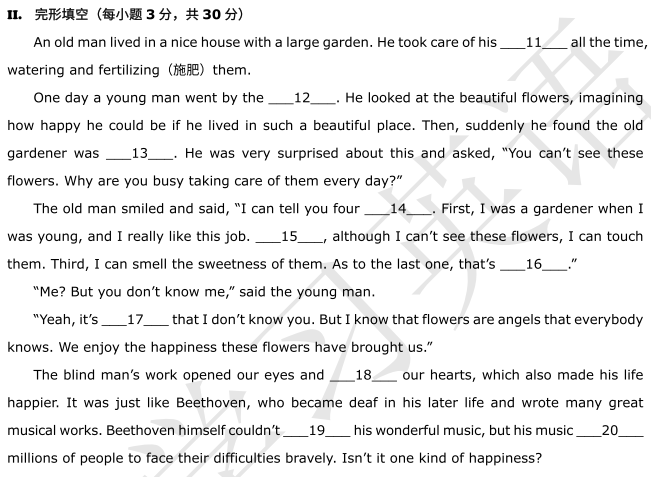 II. 完形填空（每小题 3 分，共 30 分）
An old man lived in a nice house with a large garden. He took care of his ___11___ all the time,
watering and fertilizing（施肥）them.
One day a young man went by the ___12___. He looked at the beautiful flowers, imagining
how happy he could be if he lived in such a beautiful place. Then, suddenly he found the old
gardener was ___13___. He was very surprised about this and asked, “You can’t see these
flowers. Why are you busy taking care of them every day?”
The old man smiled and said, “I can tell you four ___14___. First, I was a gardener when I
was young, and I really like this job. ___15___, although I can’t see these flowers, I can touch
them. Third, I can smell the sweetness of them. As to the last one, that’s ___16___.”
“Me? But you don’t know me,” said the young man.
“Yeah, it’s ___17___ that I don’t know you. But I know that flowers are angels that everybody
knows. We enjoy the happiness these flowers have brought us.”
The blind man’s work opened our eyes and ___18___ our hearts, which also made his life
happier. It was just like Beethoven, who became deaf in his later life and wrote many great
musical works. Beethoven himself couldn’t ___19___ his wonderful music, but his music ___20___
millions of people to face their difficulties bravely. Isn’t it one kind of happiness?
学习英语